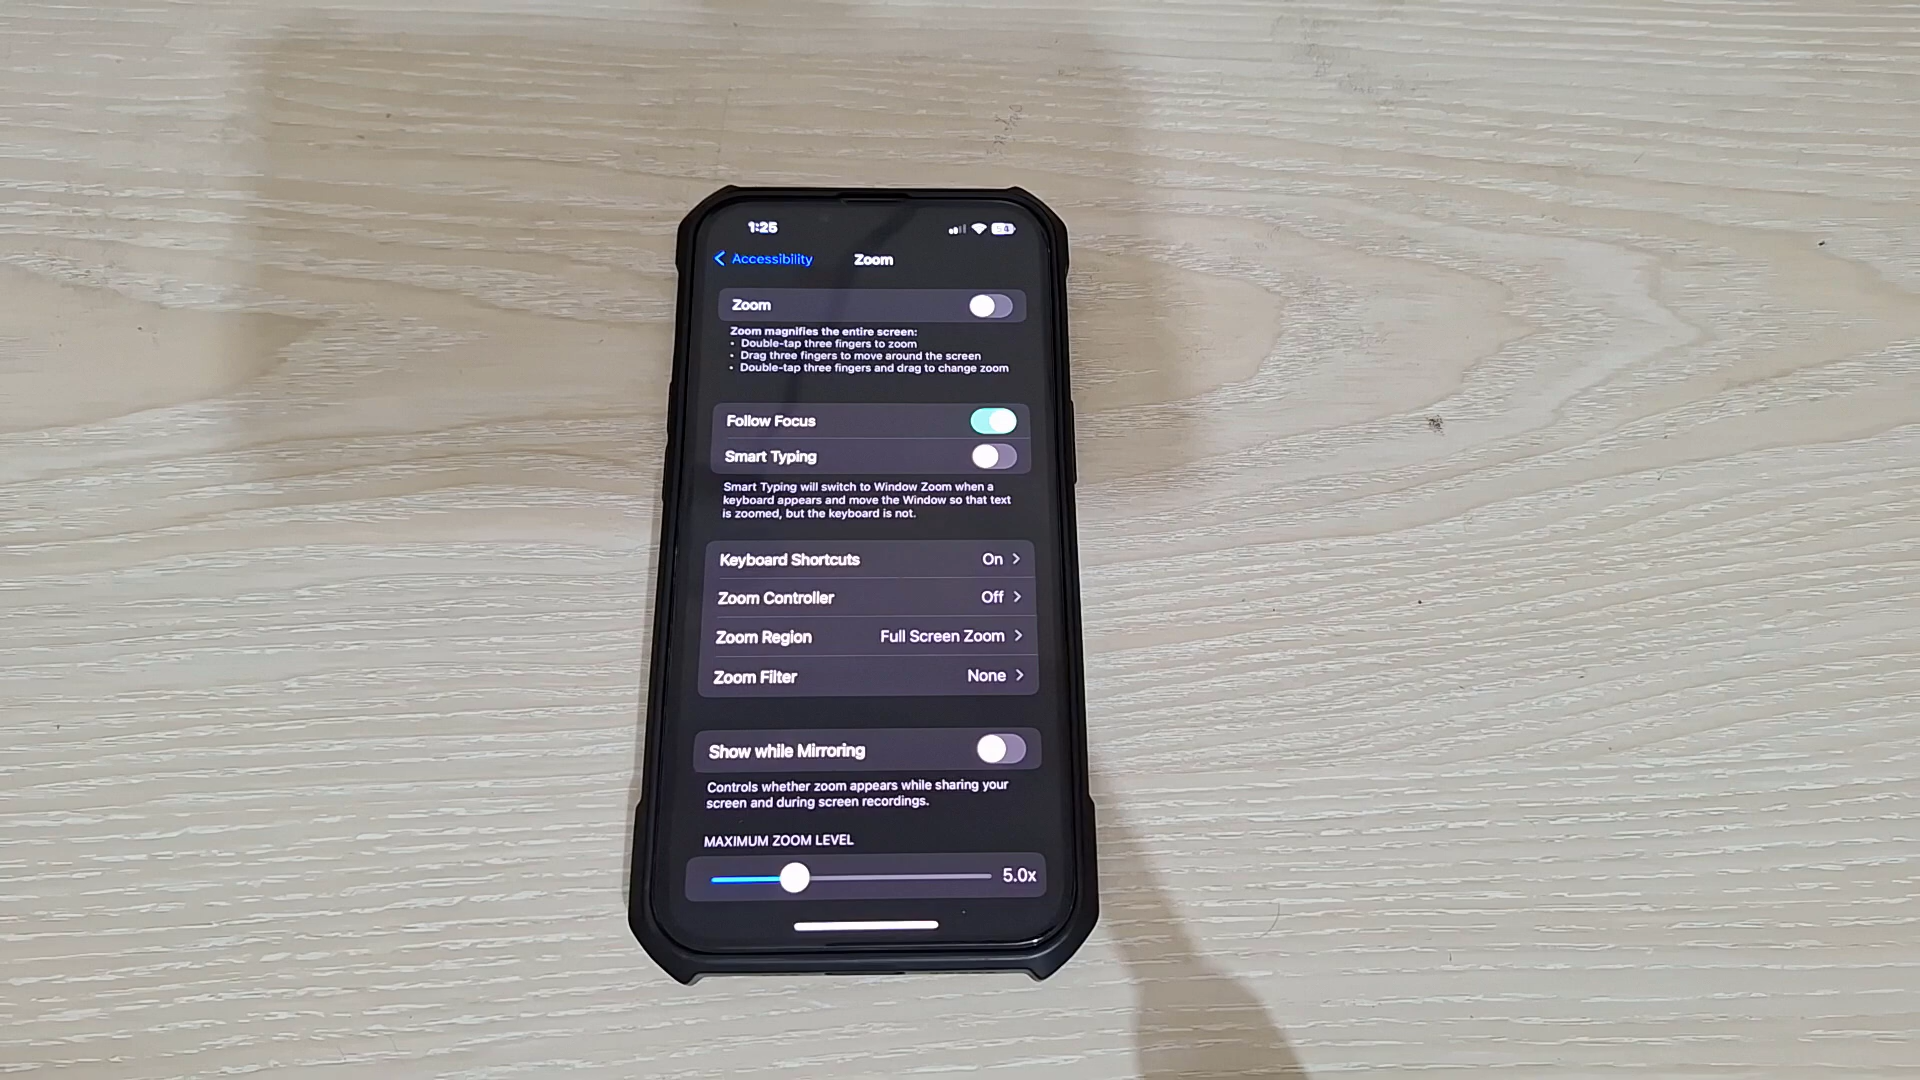 1:25
54
Accessibility
Zoom
Zoom
Zoom magnifies the entire screen:
• Double-tap three fingers to zoom
• Drag three fingers to move around the screen
• Double-tap three fingers and drag to change zoom
Follow Focus
Smart Typing
Smart Typing will switch to Window Zoom when a
keyboard appears and move the Window so that text
is zoomed, but the keyboard is not.
Keyboard Shortcuts On
Zoom Controller Off
Zoom Region Full Screen Zoom
Zoom Filter None
Show while Mirroring
Controls whether zoom appears while sharing your
screen and during screen recordings.
MAXIMUM ZOOM LEVEL
5.0x